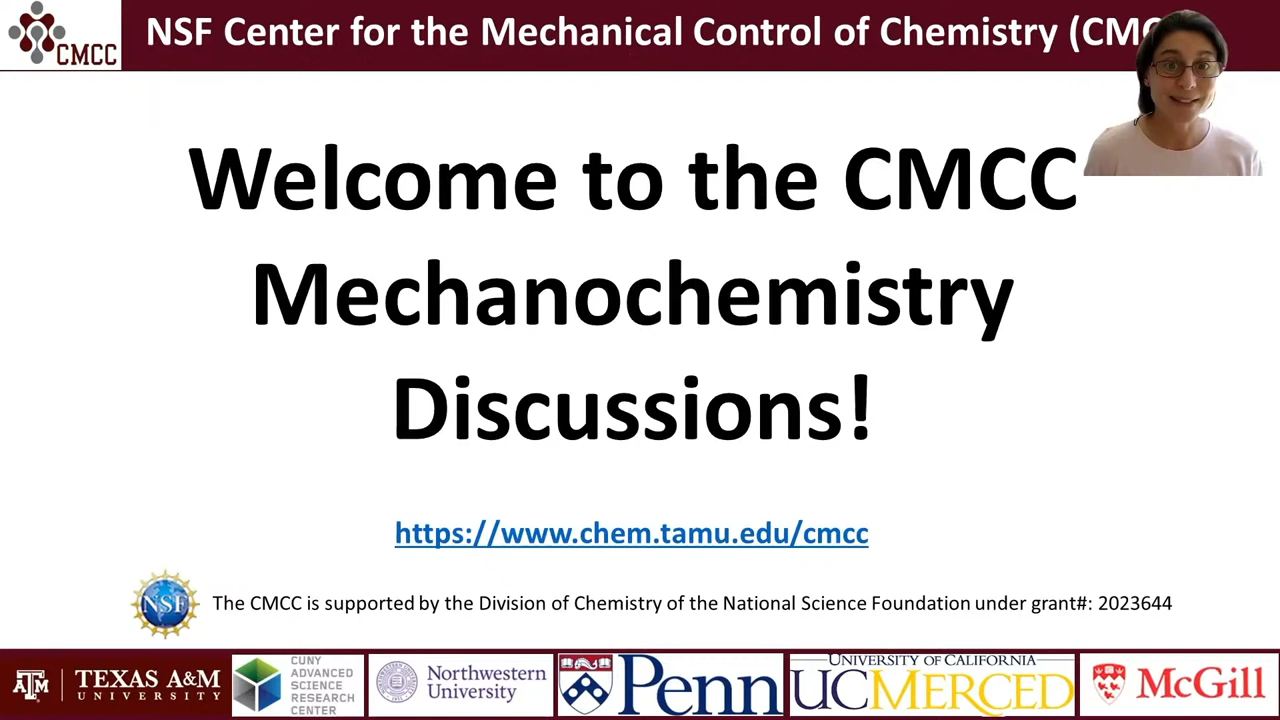 CMCC
NSF Center for the Mechanical Control of Chemistry (CMC
Welcome to the CMCC
Mechanochemistry
Discussions!
https://www.chem.tamu.edu/cmcc
NSF
The CMCC is supported by the Division of Chemistry of the National Science Foundation under grant#: 2023644
ATM
TEXAS A&M
UNIVERSITY
CUNY
ADVANCED
SCIENCE
RESEARCH
CENTER
Northwestern
University
Penn
UNIVERSITY OF CALIFORNIA
UCMERCED
McGill